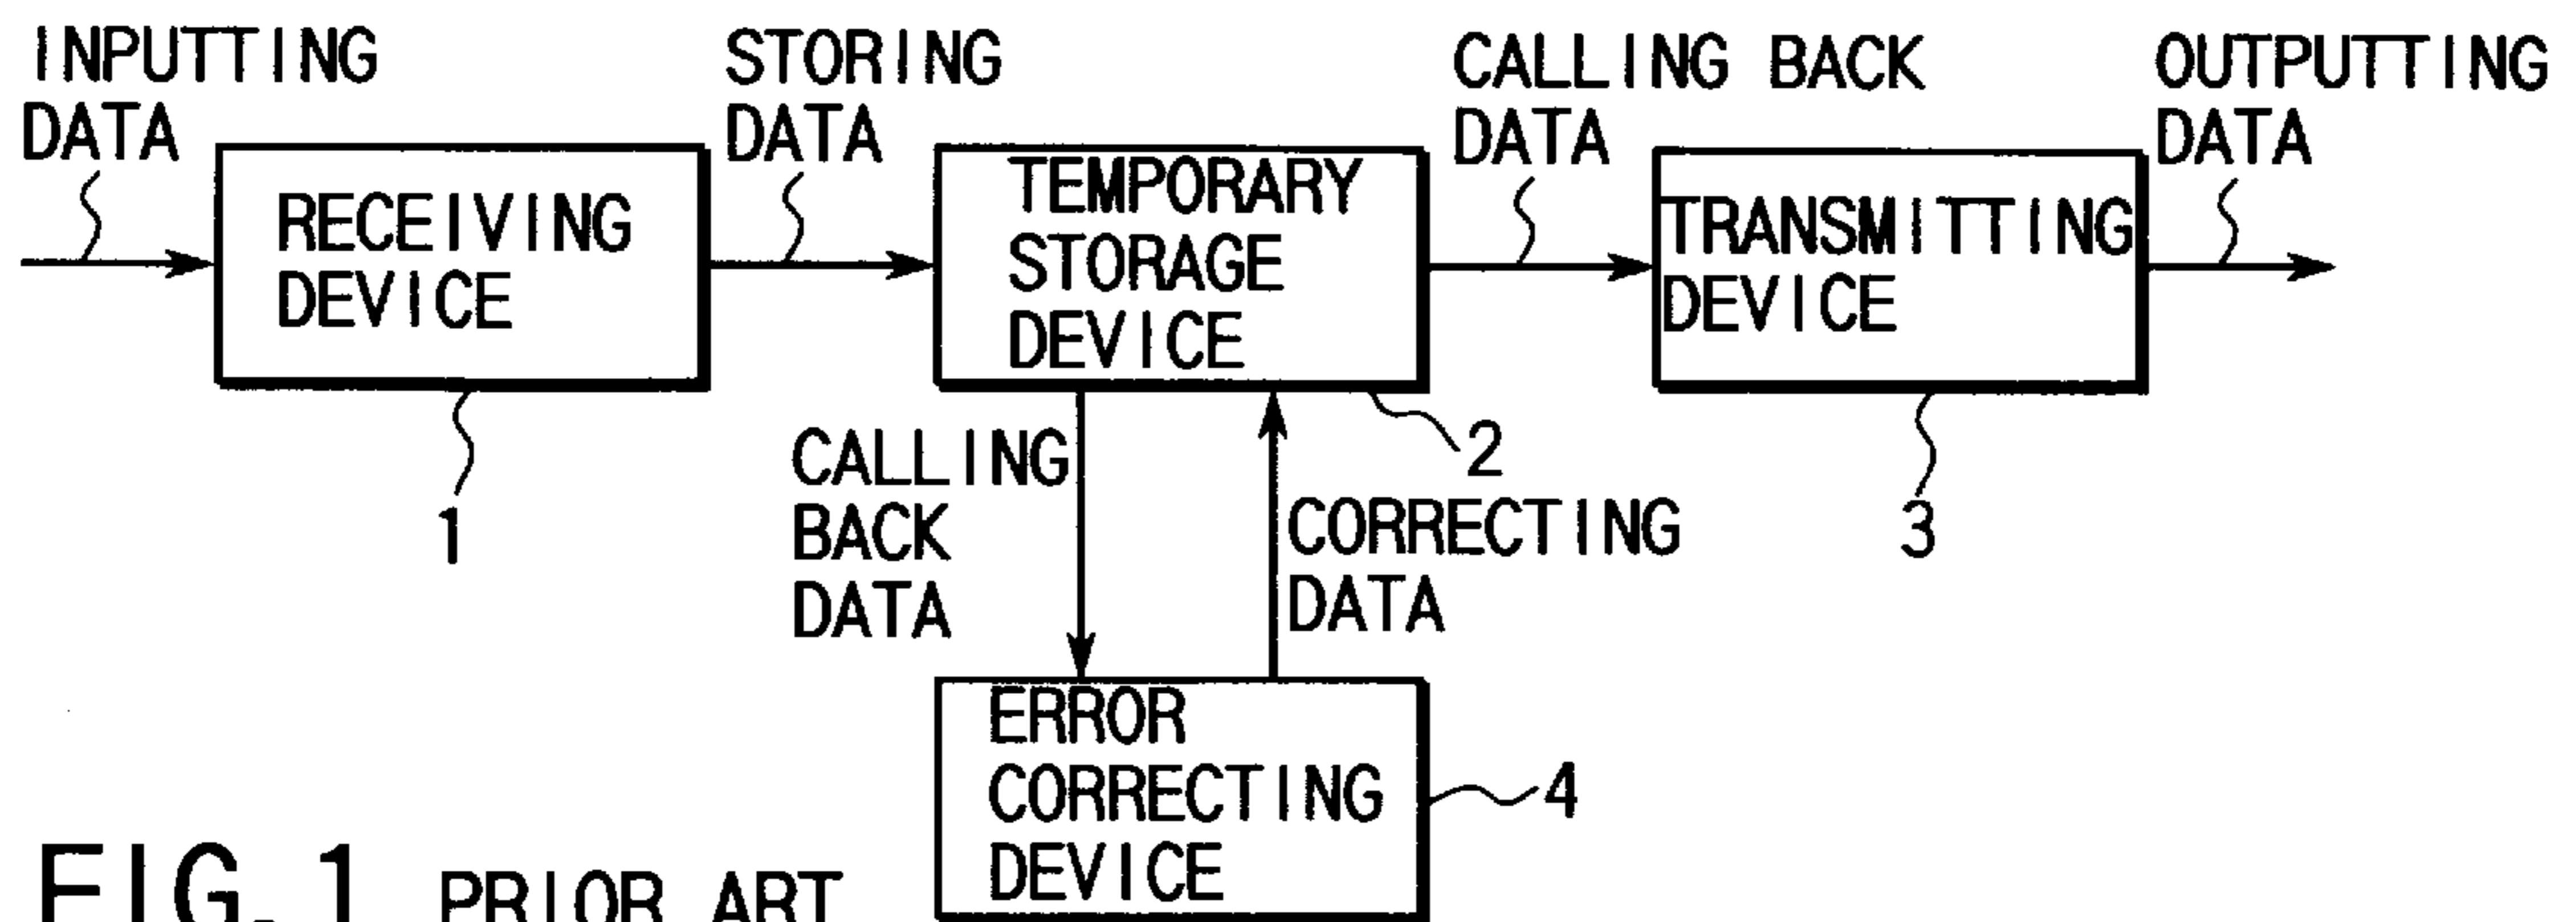 INPUTTING
DATA
STORING
DATA
CALLING BACK
DATA
OUTPUTTING
DATA
RECEIVING
DEVICE
TEMPORARY
STORAGE
DEVICE
TRANSMITTING
DEVICE
1
2
3
CALLING
BACK
DATA
CORRECTING
DATA
ERROR
CORRECTING
DEVICE
4
FIG. 1 PRIOR ART